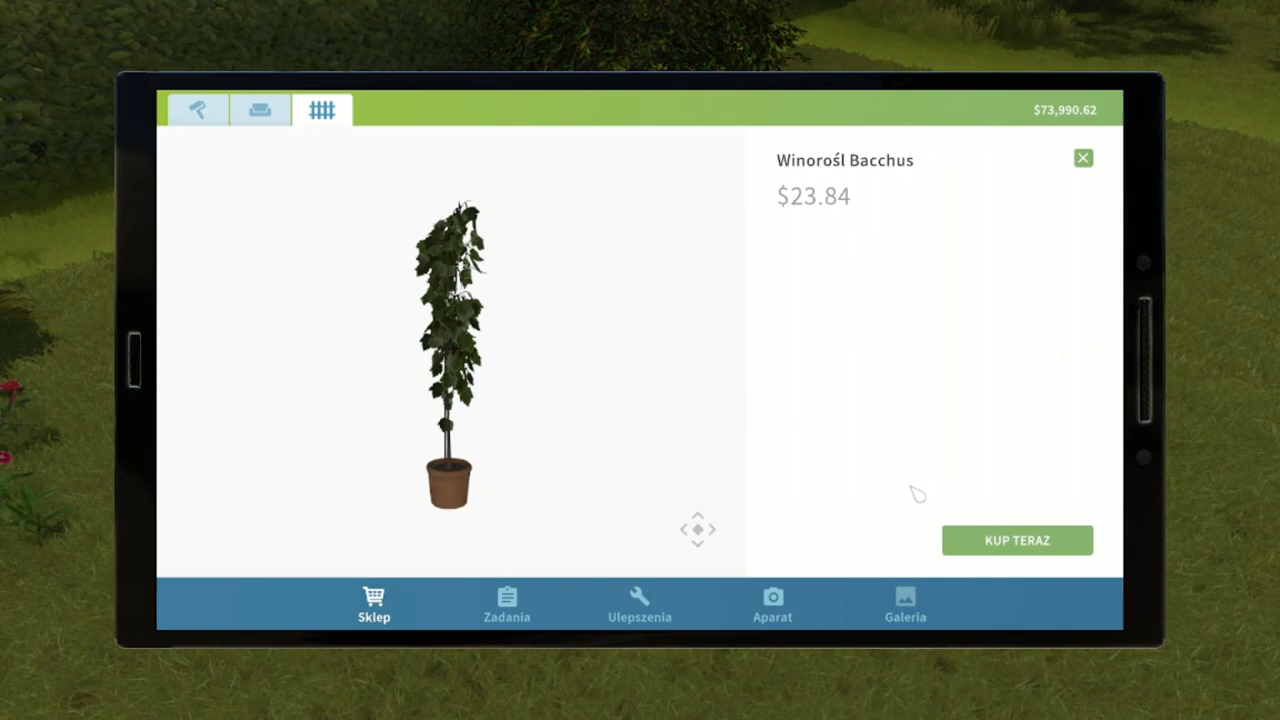 $73,990.62
Winorośl Bacchus
$23.84
KUP TERAZ
Sklep
Zadania
Ulepszenia
Aparat
Galeria